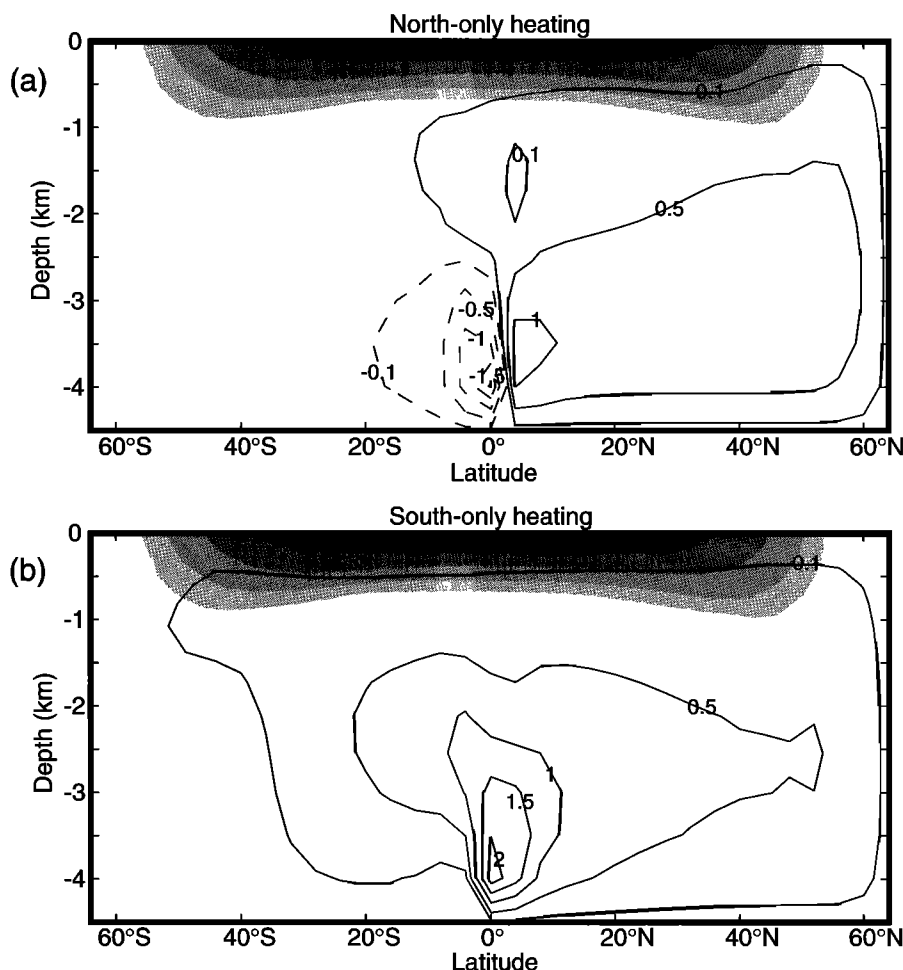 North-only heating
(a)
0
-1
-2
-3
-4
Depth (km)
0.1
0.1
0.5
-0.5
-1
-1.5
-0.1
1
60°S
40°S
20°S
0°
20°N
40°N
60°N
Latitude
South-only heating
(b)
0
-1
-2
-3
-4
Depth (km)
0.1
0.5
1
1.5
2
60°S
40°S
20°S
0°
20°N
40°N
60°N
Latitude